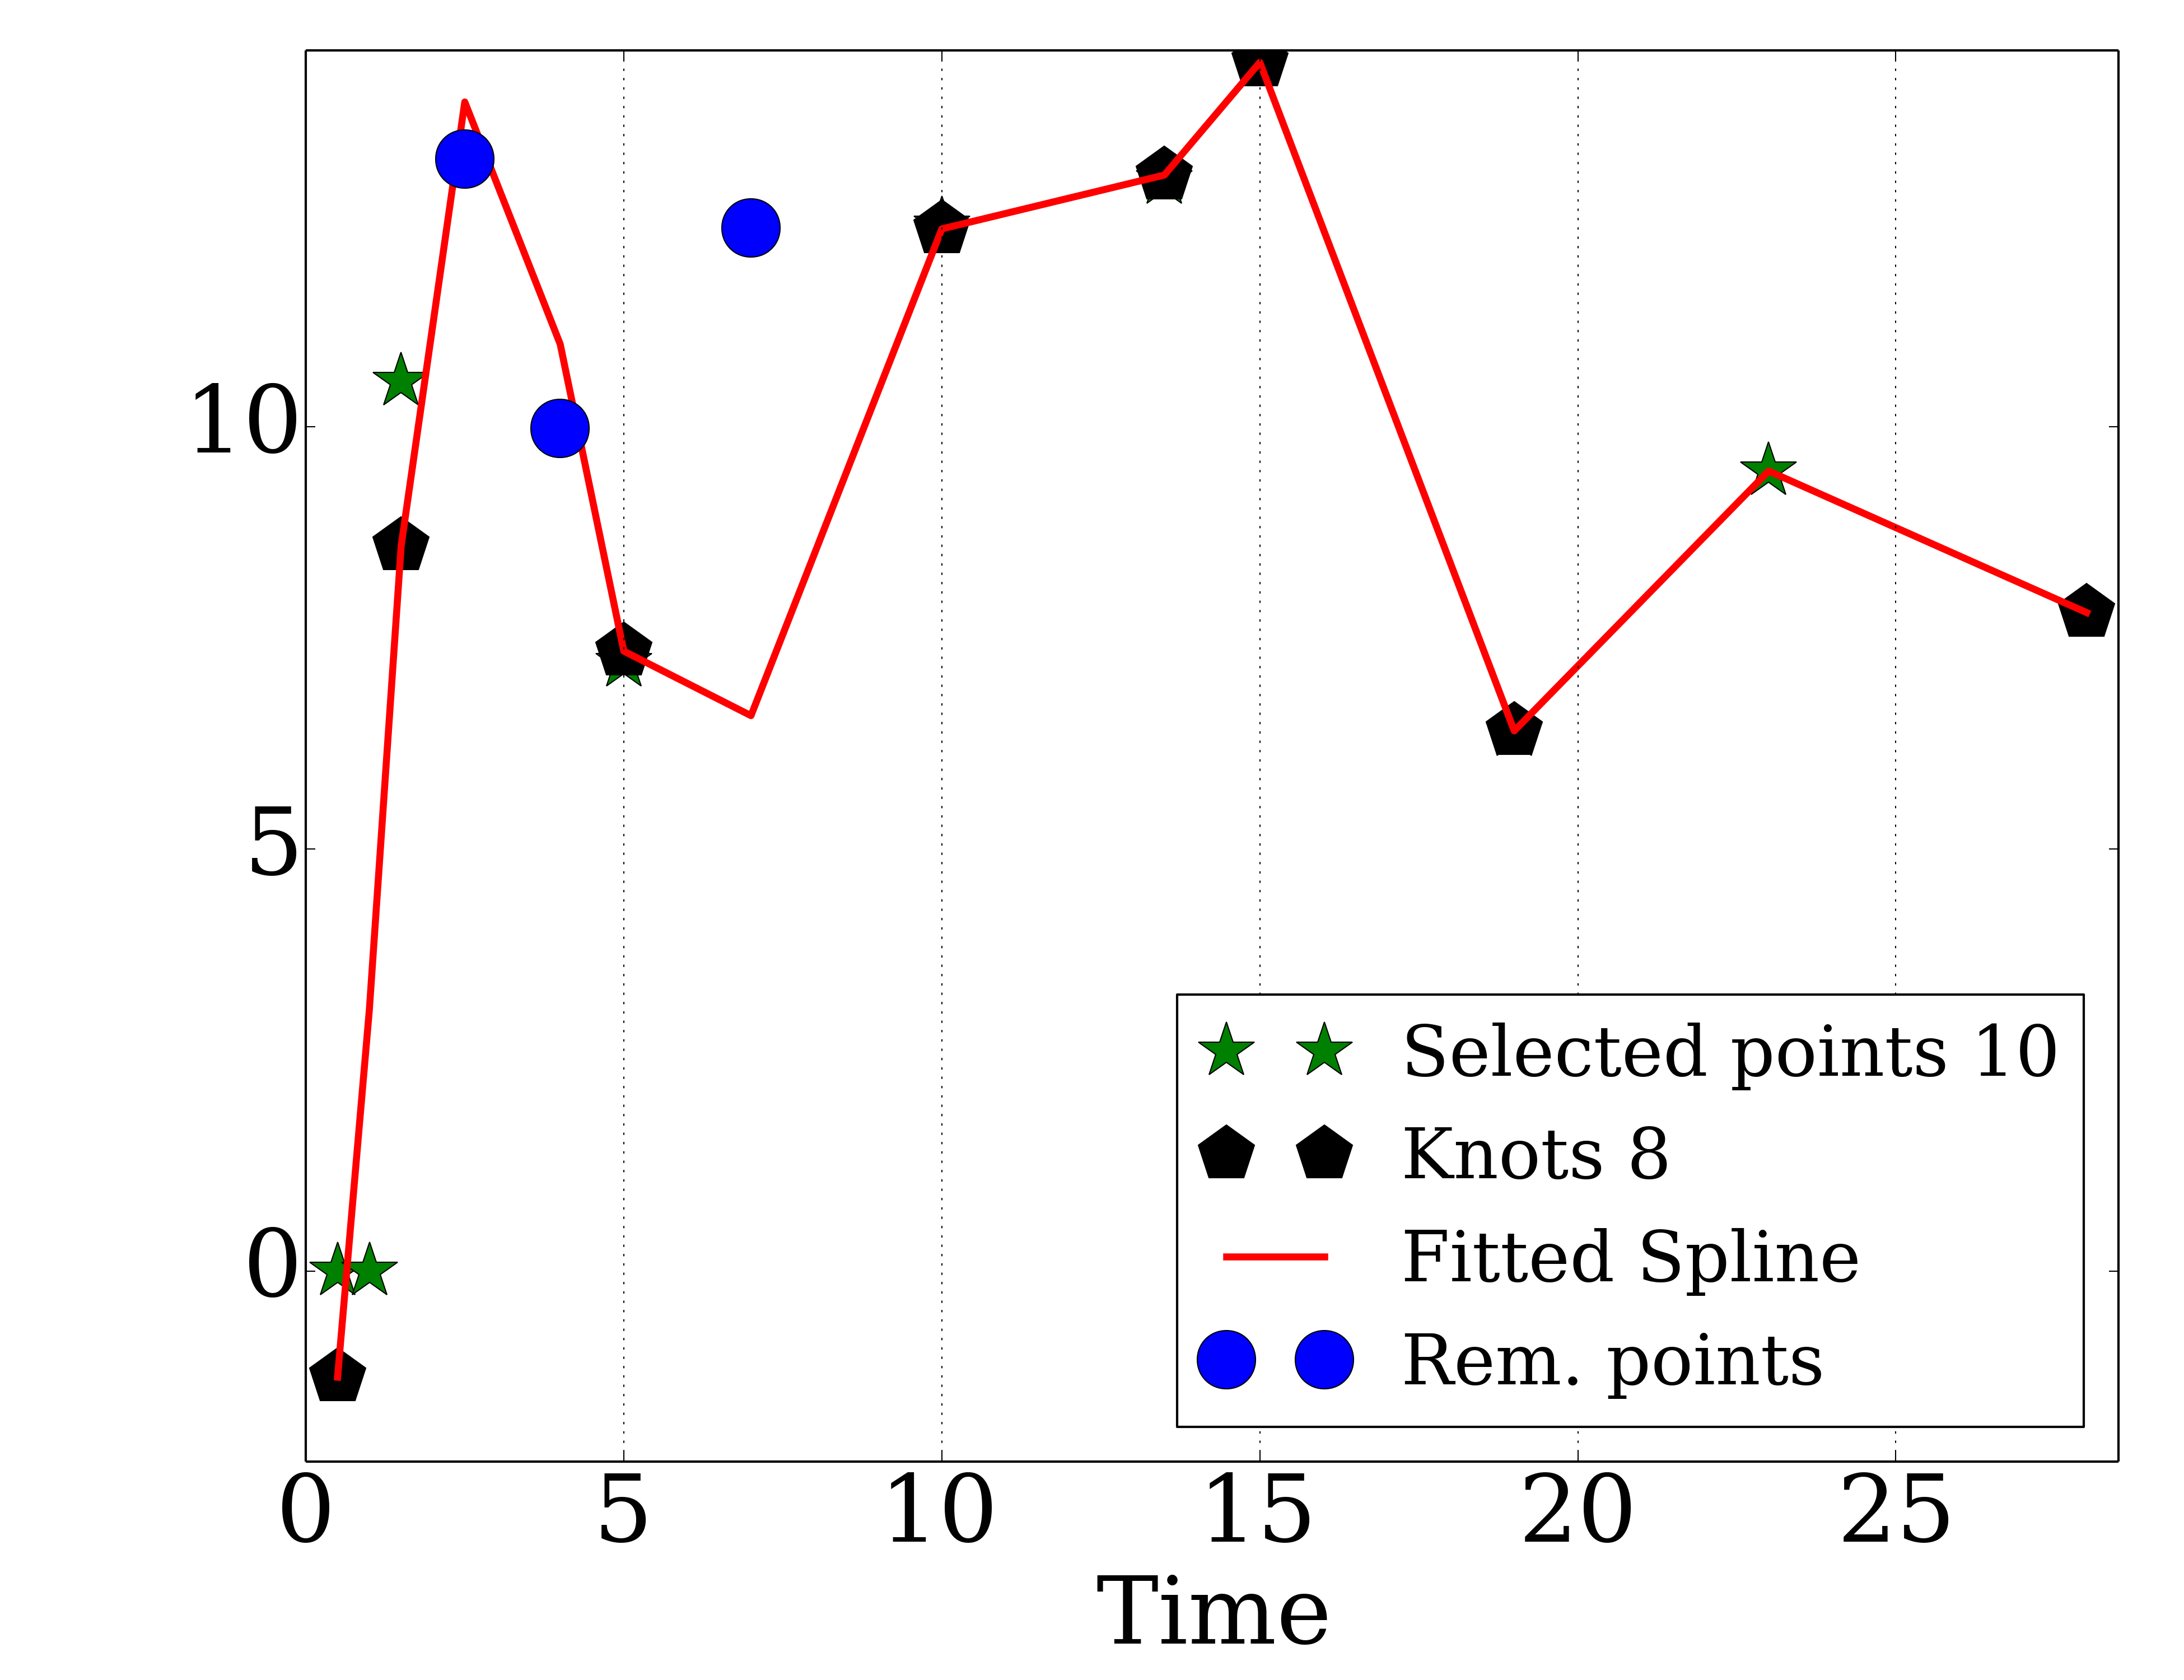 10
5
0
Selected points 10
Knots 8
Fitted Spline
Rem. points
0 5 10 15 20 25
Time